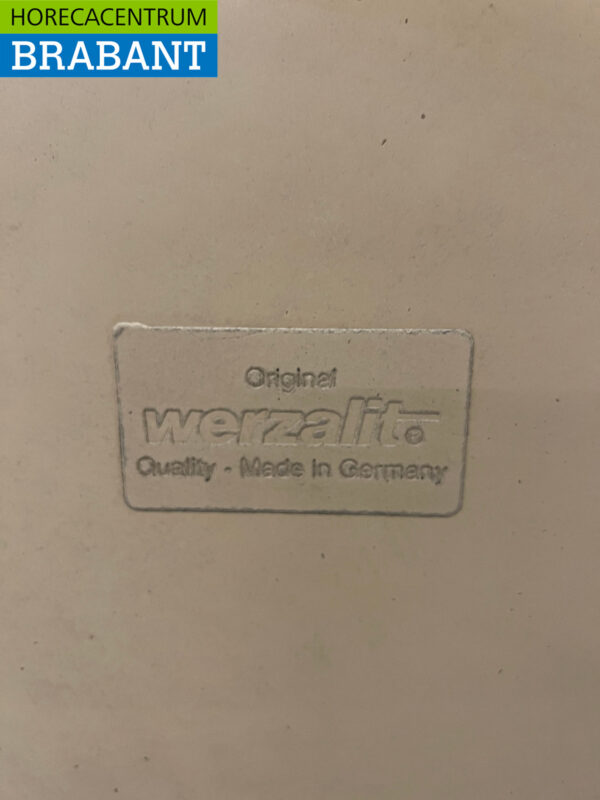 HORECACENTRUM
BRABANT
Original
werzalit®
Quality - Made in Germany